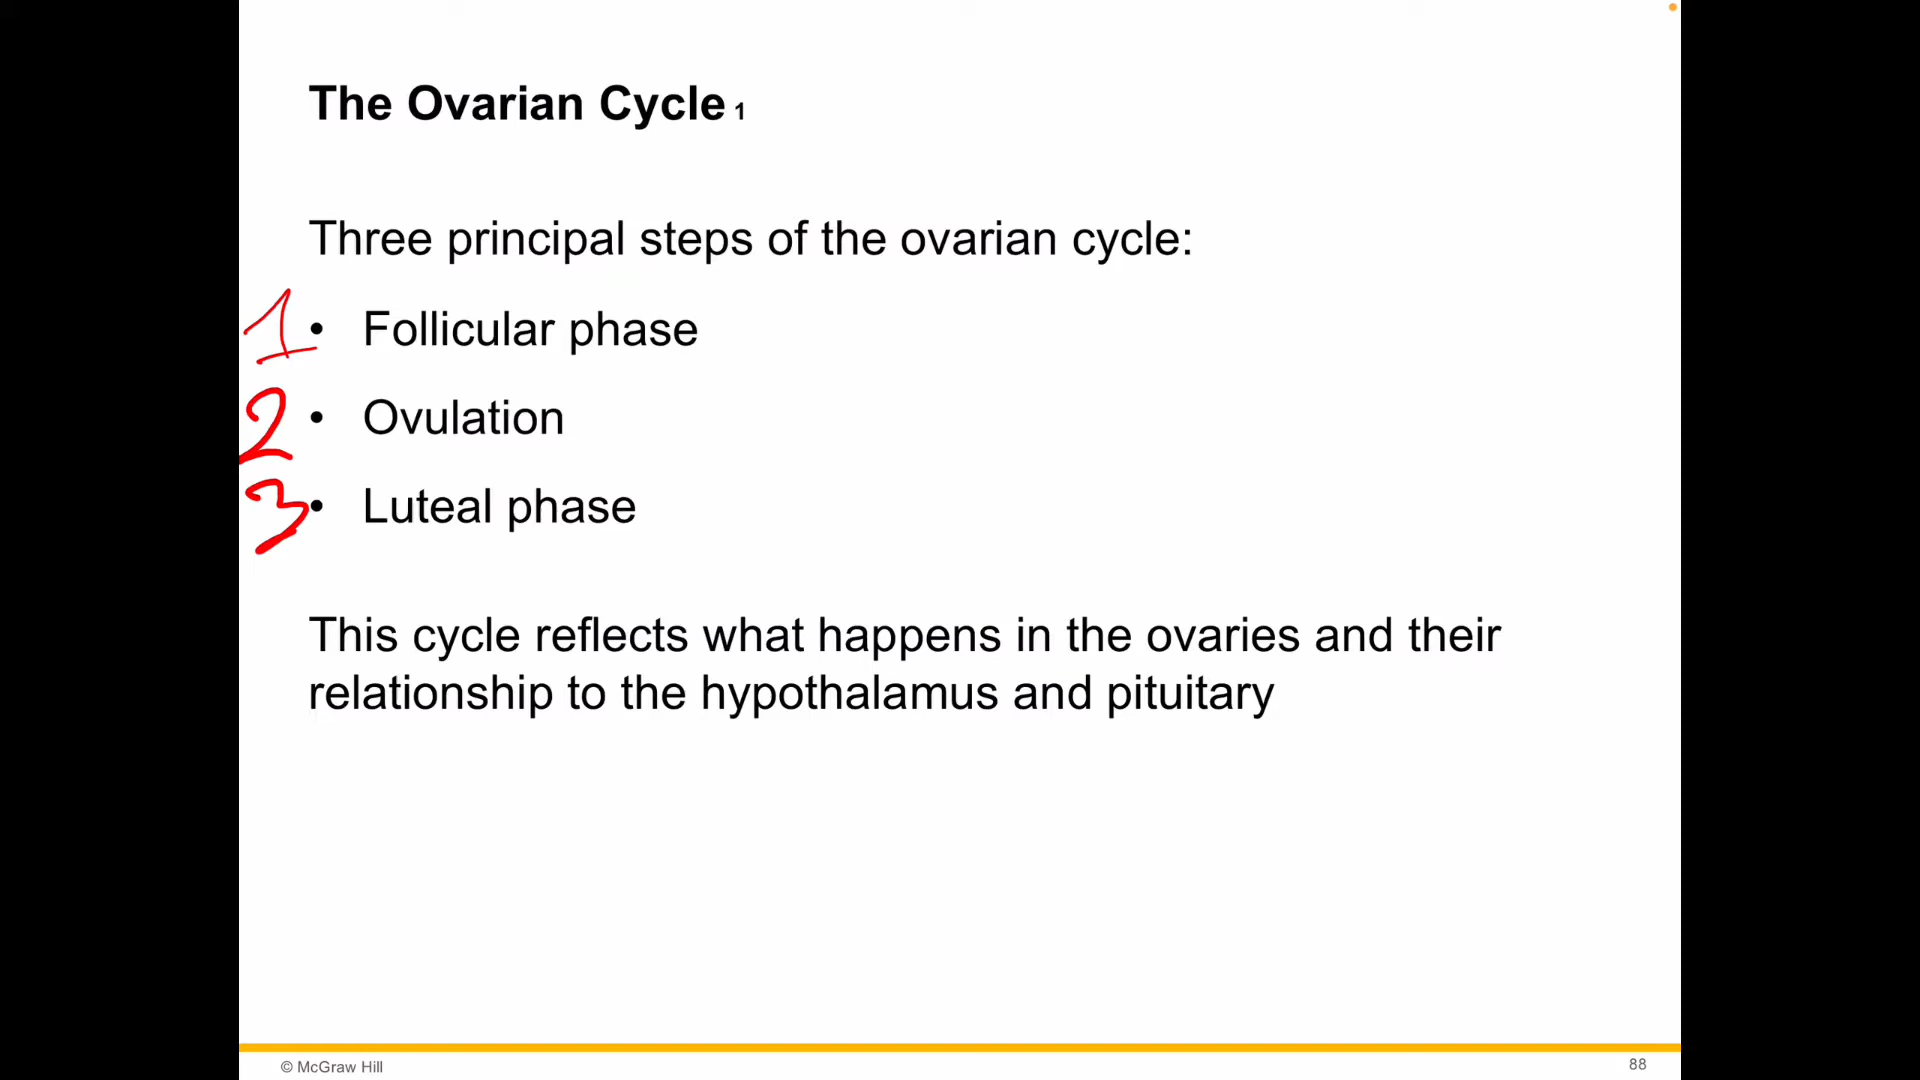 The Ovarian Cycle 1
Three principal steps of the ovarian cycle:
1 • Follicular phase
2 • Ovulation
3 • Luteal phase
This cycle reflects what happens in the ovaries and their
relationship to the hypothalamus and pituitary
© McGraw Hill
88